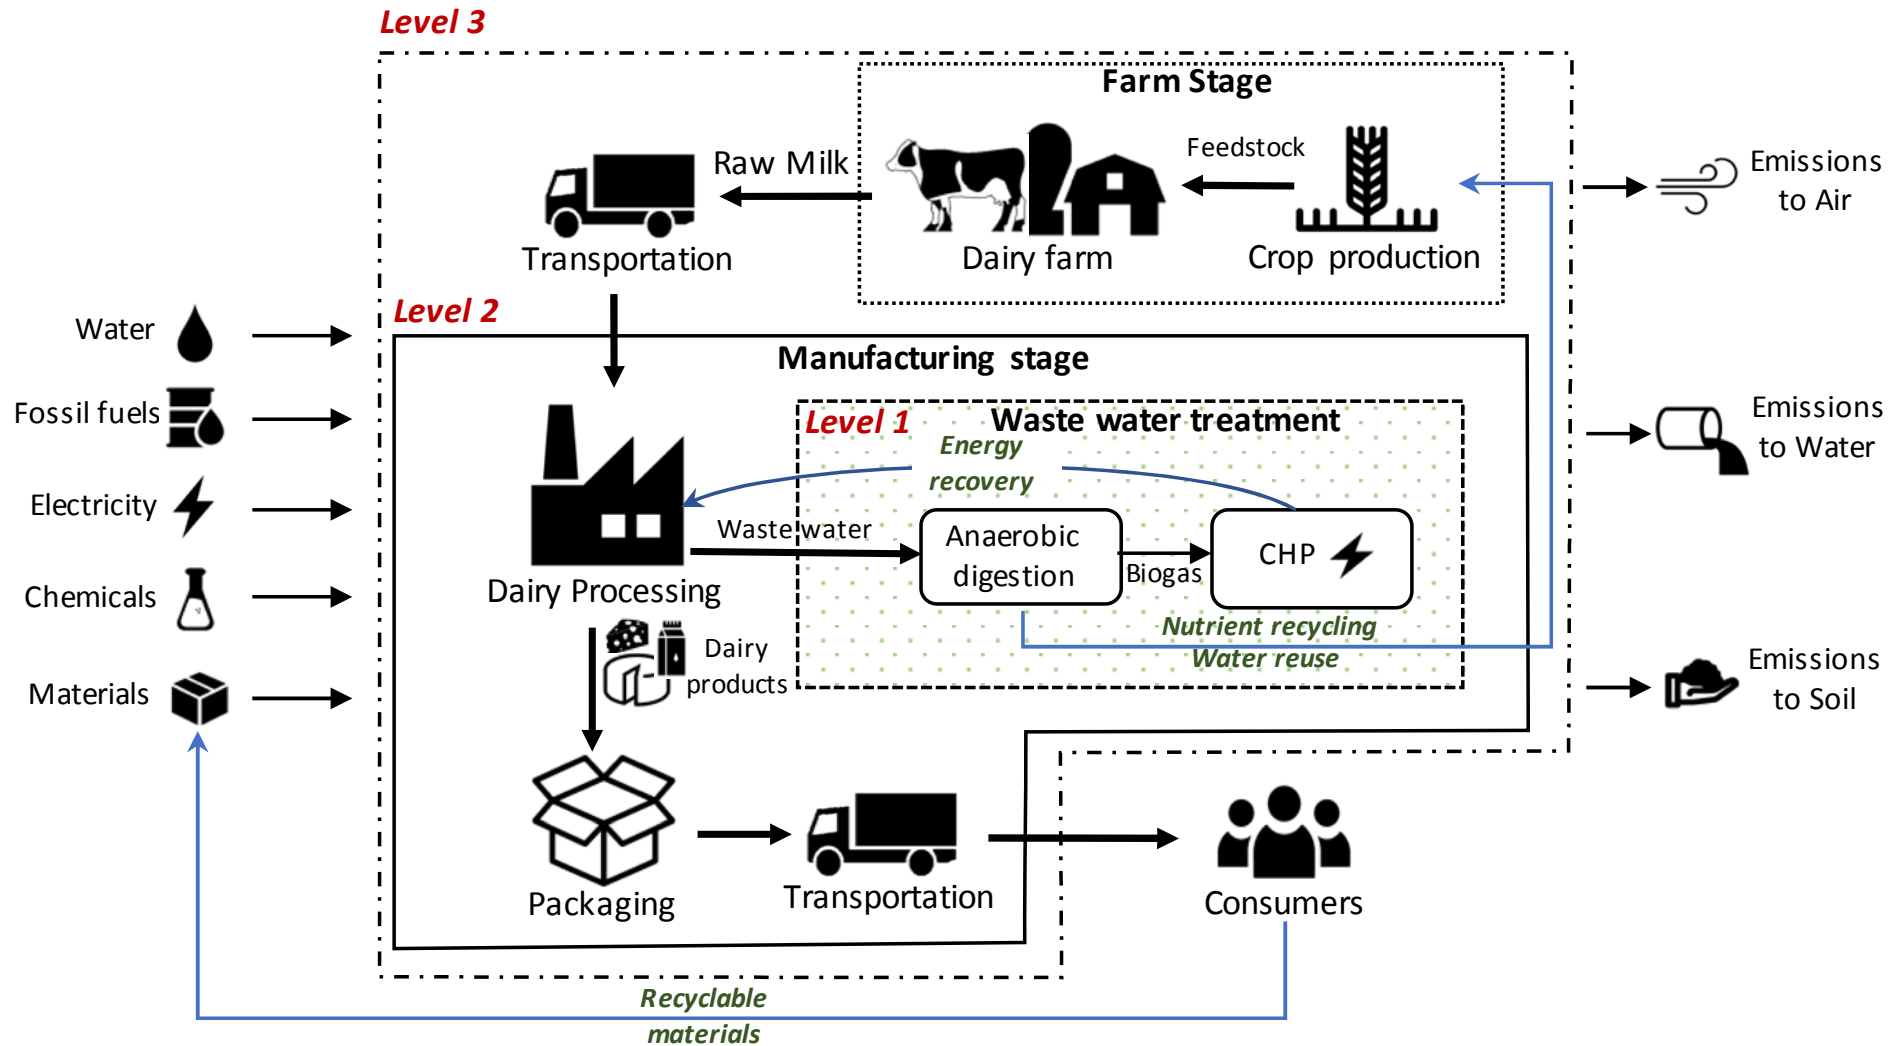 Level 3
Farm Stage
Raw Milk
Feedstock
Transportation
Dairy farm
Crop production
Emissions
to Air
Level 2
Water
Fossil fuels
Electricity
Chemicals
Materials
Manufacturing stage
Level 1
Waste water treatment
Energy
recovery
Waste water
Anaerobic
digestion
Biogas
CHP
Dairy Processing
Nutrient recycling
Water reuse
Dairy
products
Emissions
to Water
Emissions
to Soil
Packaging
Transportation
Consumers
Recyclable
materials